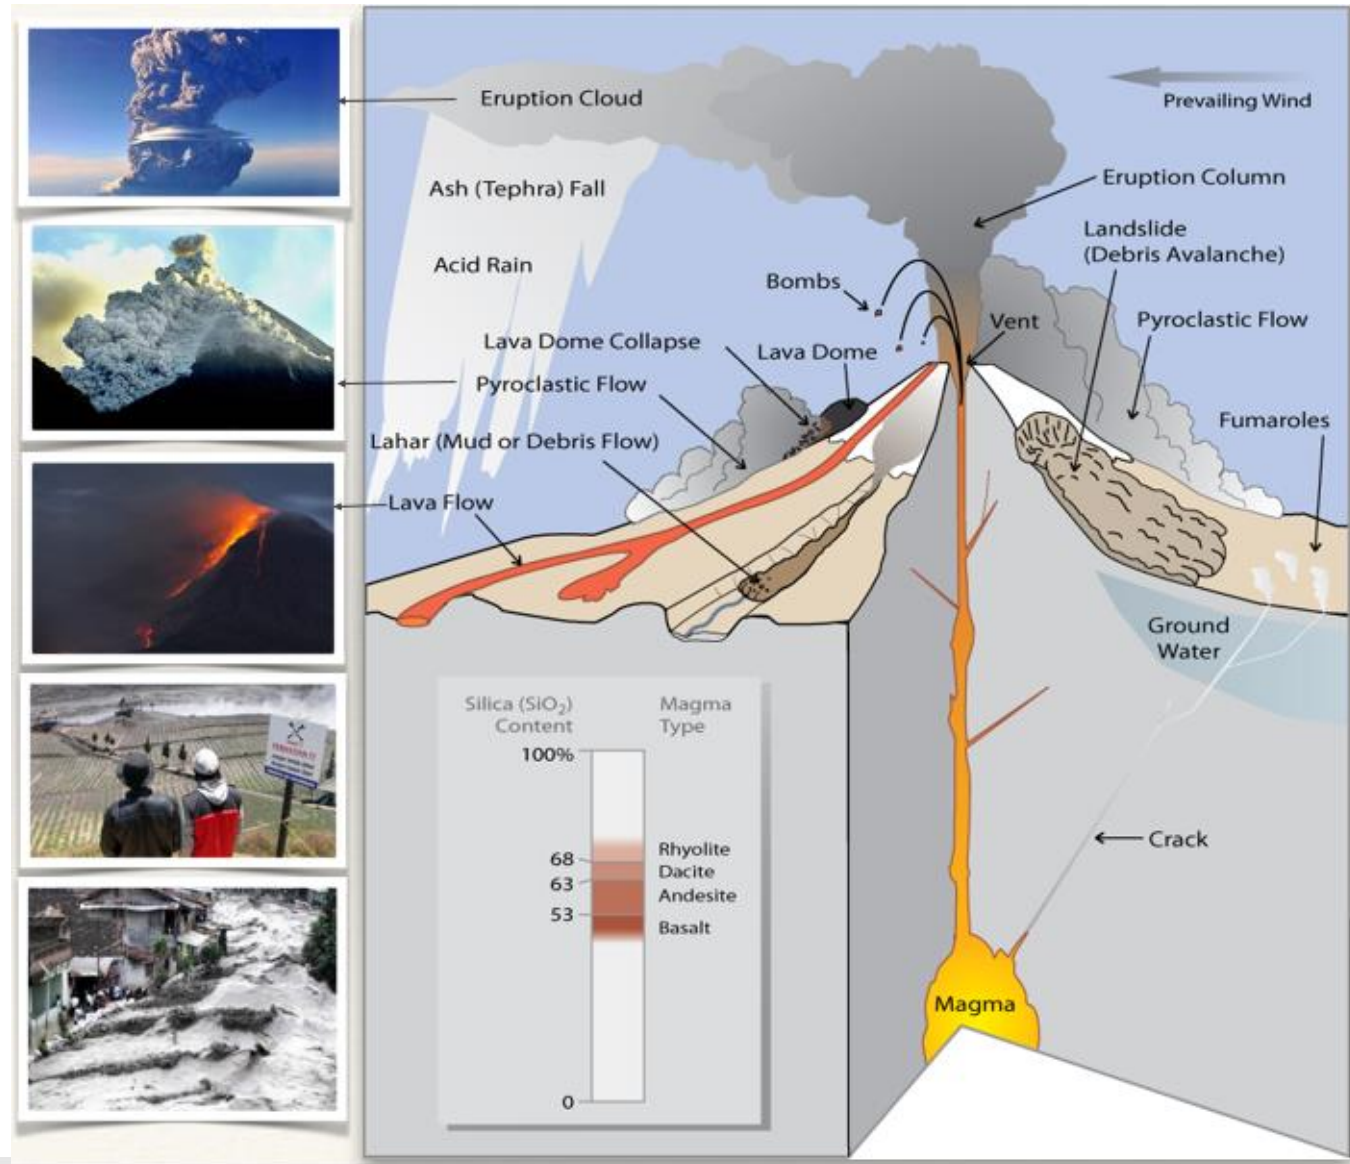 Eruption Cloud
Prevailing Wind
Ash (Tephra) Fall
Eruption Column
Landslide
(Debris Avalanche)
Acid Rain
Bombs
Vent
Pyroclastic Flow
Lava Dome Collapse
Lava Dome
Pyroclastic Flow
Fumaroles
Lahar (Mud or Debris Flow)
Lava Flow
Ground
Water
Silica (SiO₂)
Content
Magma
Type
100%
Rhyolite
68
Dacite
63
Andesite
53
Basalt
0
Crack
Magma